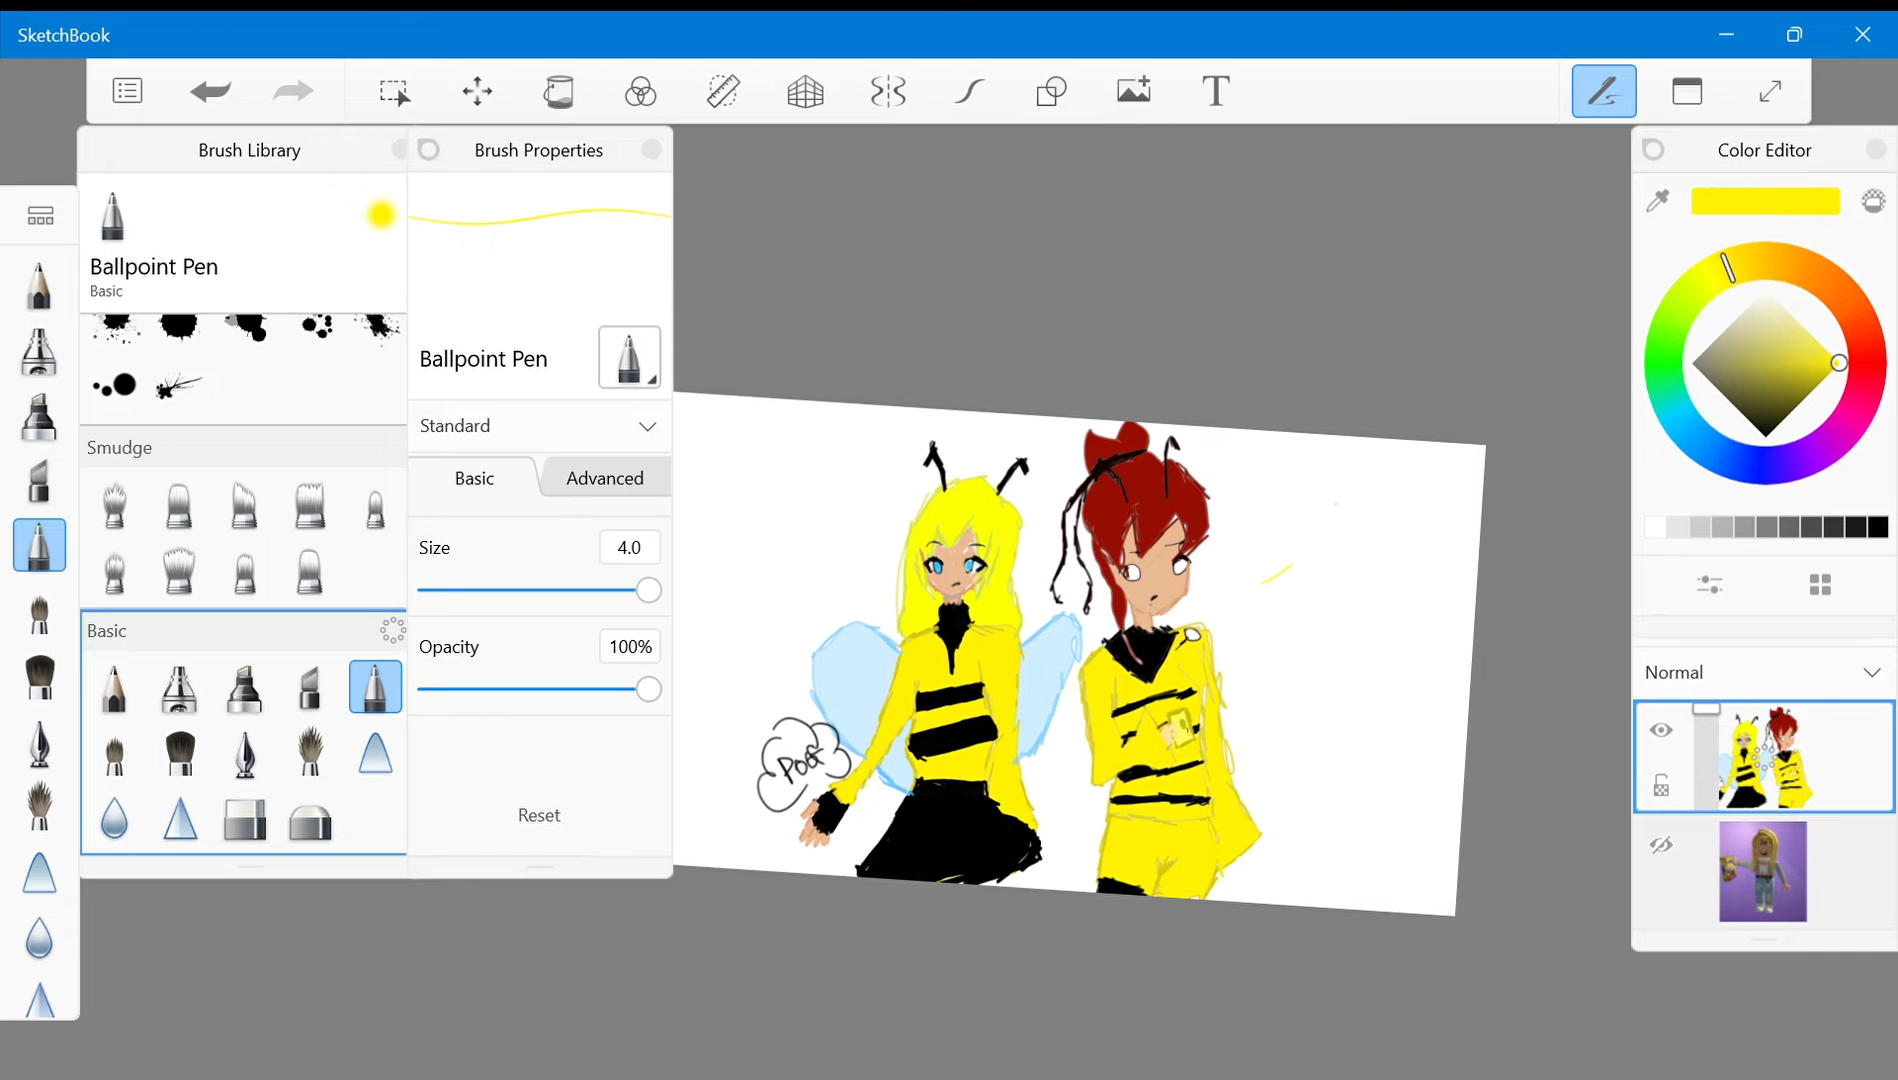 SketchBook
T
Brush Library
Brush Properties
Color Editor
Ballpoint Pen
Basic
Ballpoint Pen
Standard
Smudge
Basic
Advanced
Size
4.0
Basic
Opacity
100%
Normal
Reset
Poof